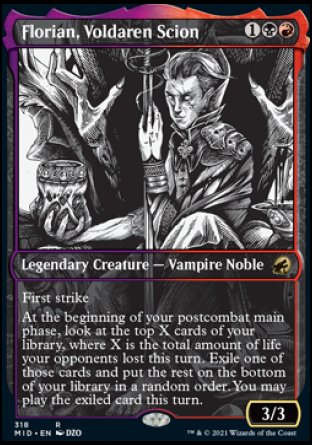 Florian, Voldaren Scion 1
Legendary Creature — Vampire Noble
First strike
At the beginning of your postcombat main
phase, look at the top X cards of your
library, where X is the total amount of life
your opponents lost this turn. Exile one
of those cards and put the rest on the bottom
of your library in a random order. You may
play the exiled card this turn.
3/3
318 R
MID • EN DZO
™ & © 2021 Wizards of the Coast